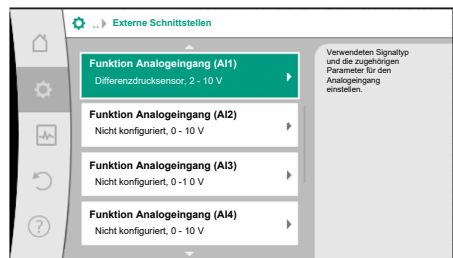 Externe Schnittstellen
Funktion Analogeingang (AI1)
Differenzdrucksensor, 2 - 10 V
Funktion Analogeingang (AI2)
Nicht konfiguriert, 0 - 10 V
Funktion Analogeingang (AI3)
Nicht konfiguriert, 0 -1 0 V
Funktion Analogeingang (AI4)
Nicht konfiguriert, 0 - 10 V
Verwendeten Signaltyp
und die zugehörigen
Parameter für den
Analogeingang
einstellen.